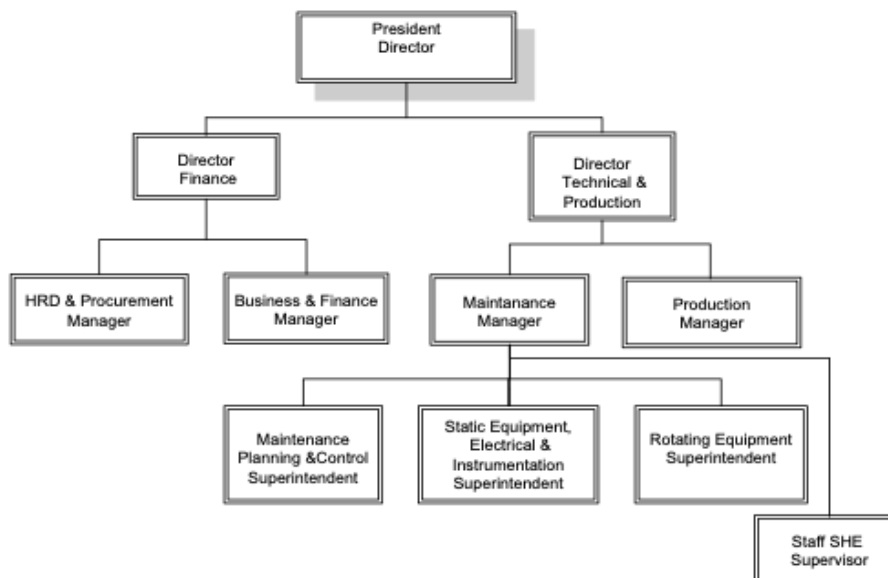 President
Director
Director
Finance
Director
Technical &
Production
HRD & Procurement
Manager
Business & Finance
Manager
Maintanance
Manager
Production
Manager
Maintenance
Planning &Control
Superintendent
Static Equipment,
Electrical &
Instrumentation
Superintendent
Rotating Equipment
Superintendent
Staff SHE
Supervisor